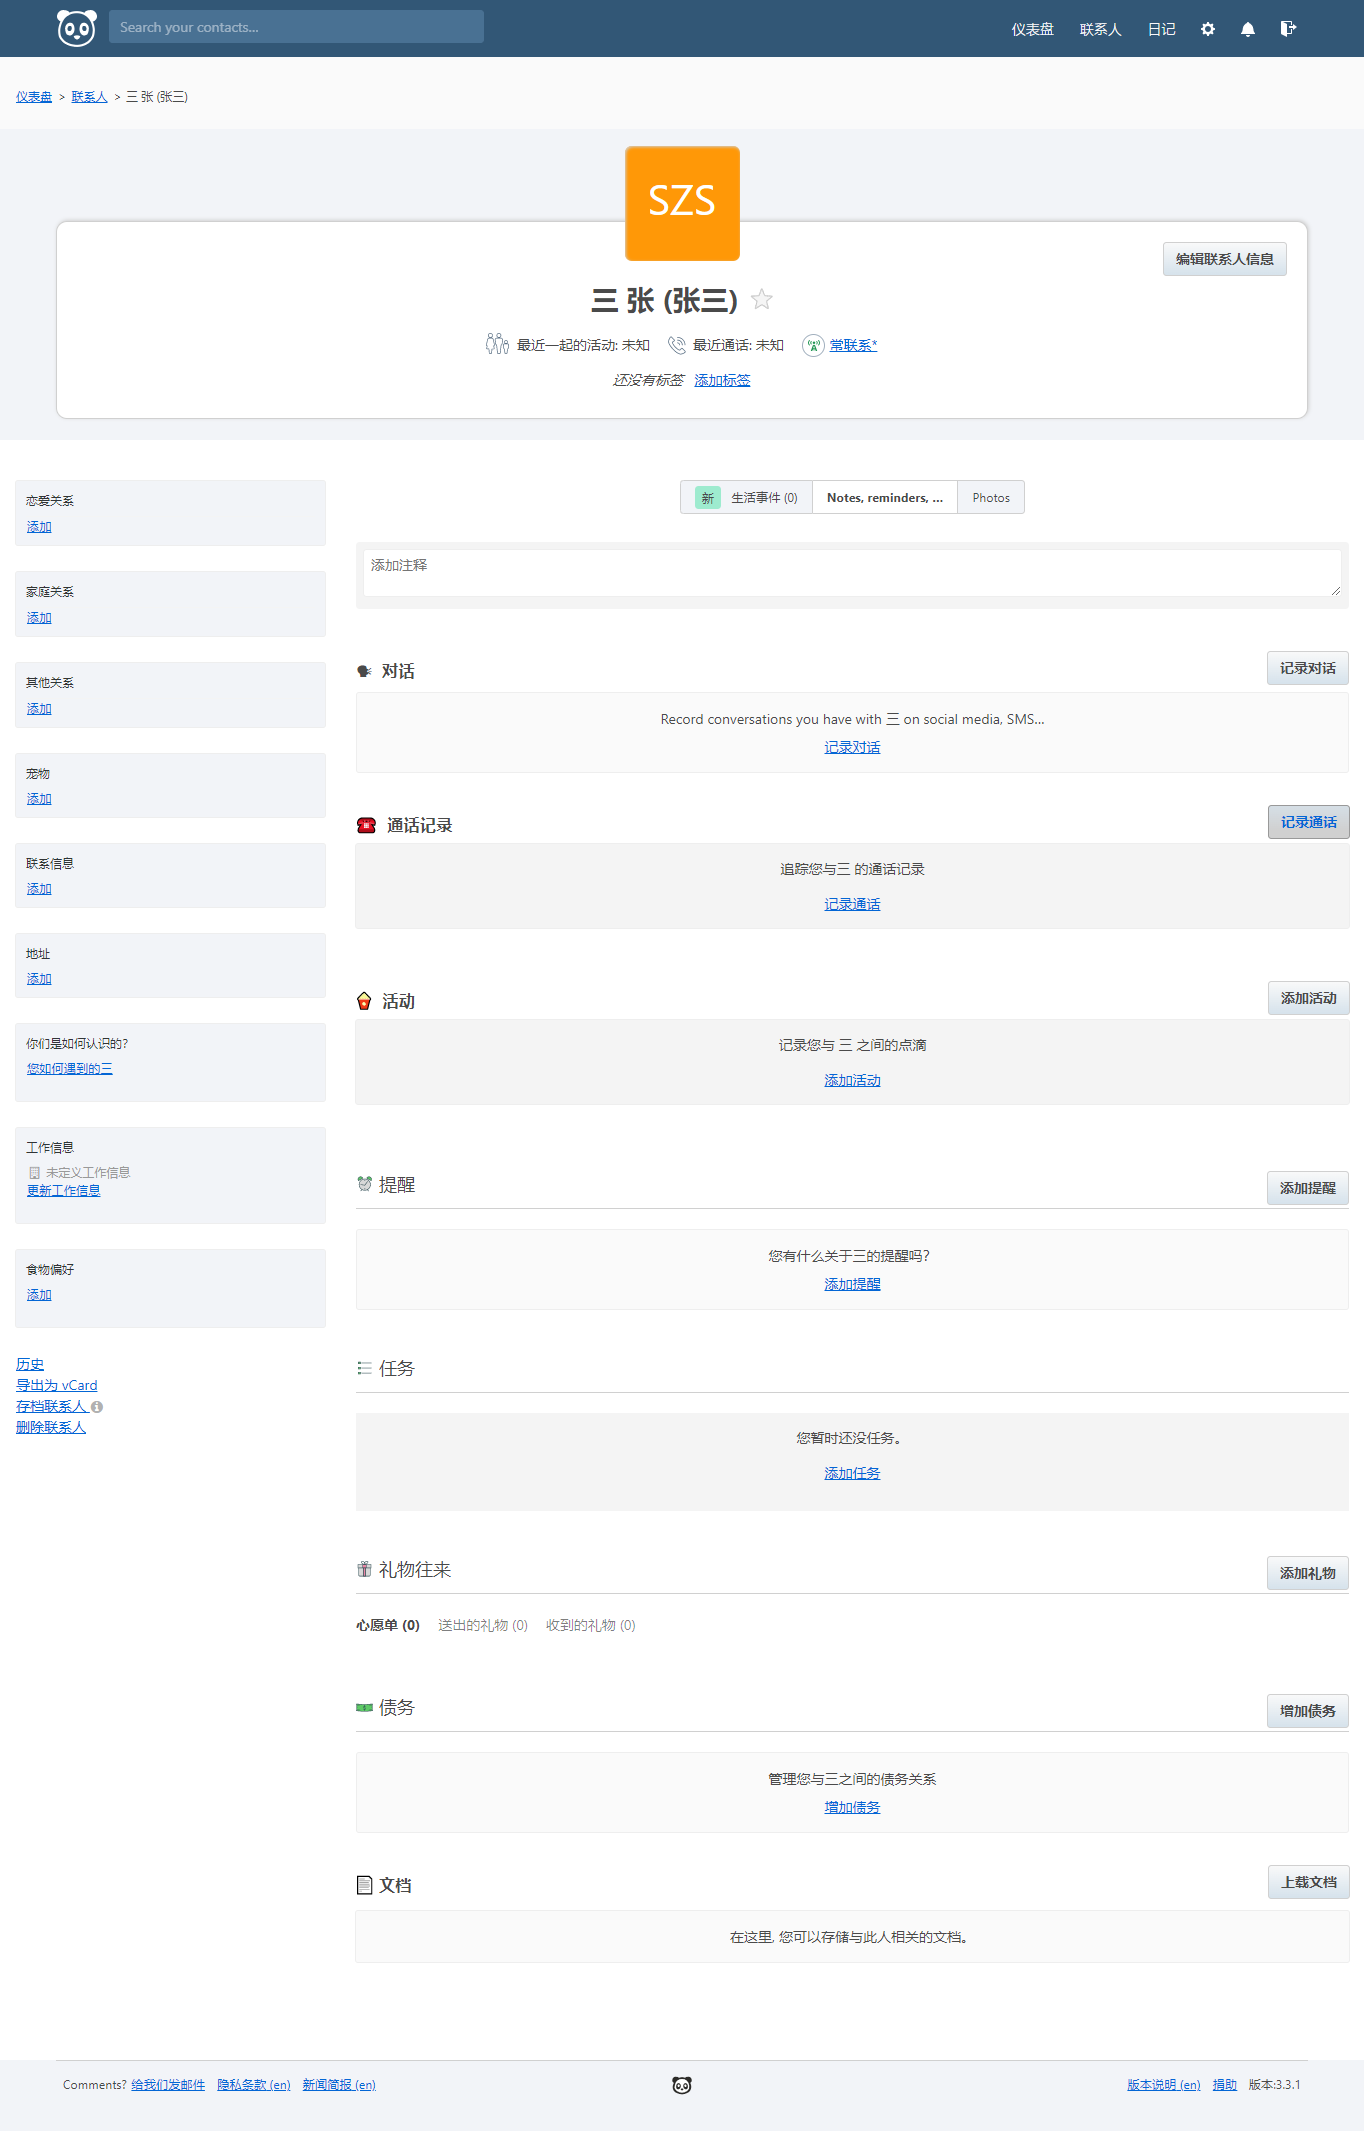 Search your contacts...
仪表盘 联系人 日记
仪表盘 > 联系人 > 三 张 (张三)
SZS
编辑联系人信息
三 张 (张三)
最近一起的活动: 未知 最近通话: 未知 常联系*
还没有标签 添加标签
恋爱关系
添加
家庭关系
添加
其他关系
添加
宠物
添加
联系信息
添加
地址
添加
你们是如何认识的?
您如何遇到的三
工作信息
未定义工作信息
更新工作信息
食物偏好
添加
历史
导出为 vCard
存档联系人
删除联系人
新 生活事件 (0) Notes, reminders, ... Photos
添加注释
对话 记录对话
Record conversations you have with 三 on social media, SMS...
记录对话
通话记录 记录通话
追踪您与三 的通话记录
记录通话
活动 添加活动
记录您与 三 之间的点滴
添加活动
提醒 添加提醒
您有什么关于三的提醒吗?
添加提醒
任务
您暂时还没任务。
添加任务
礼物往来 添加礼物
心愿单 (0) 送出的礼物 (0) 收到的礼物 (0)
债务 增加债务
管理您与三之间的债务关系
增加债务
文档 上载文档
在这里, 您可以存储与此人相关的文档。
Comments? 给我们发邮件 隐私条款 (en) 新闻简报 (en) 版本说明 (en) 捐助 版本:3.3.1